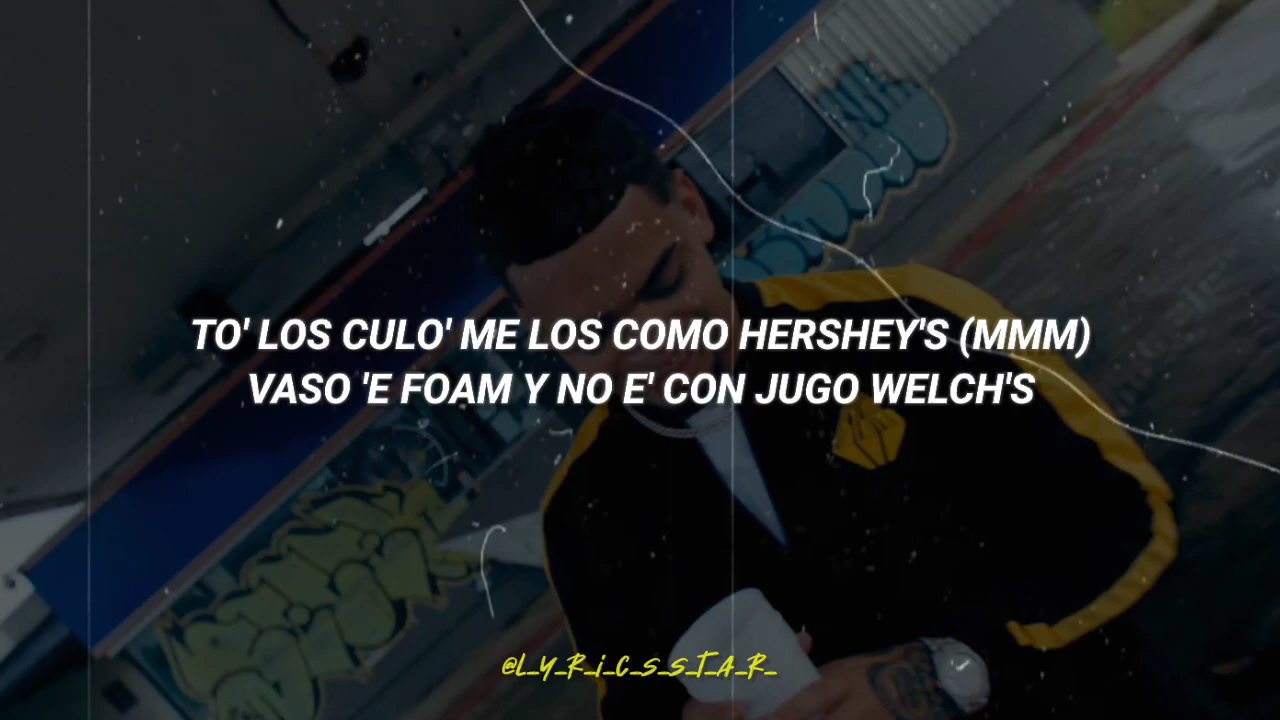 TO' LOS CULO' ME LOS COMO HERSHEY'S (MMM)
VASO 'E FOAM Y NO E' CON JUGO WELCH'S
@L_Y_R_i_C_S_S_T_A_R_